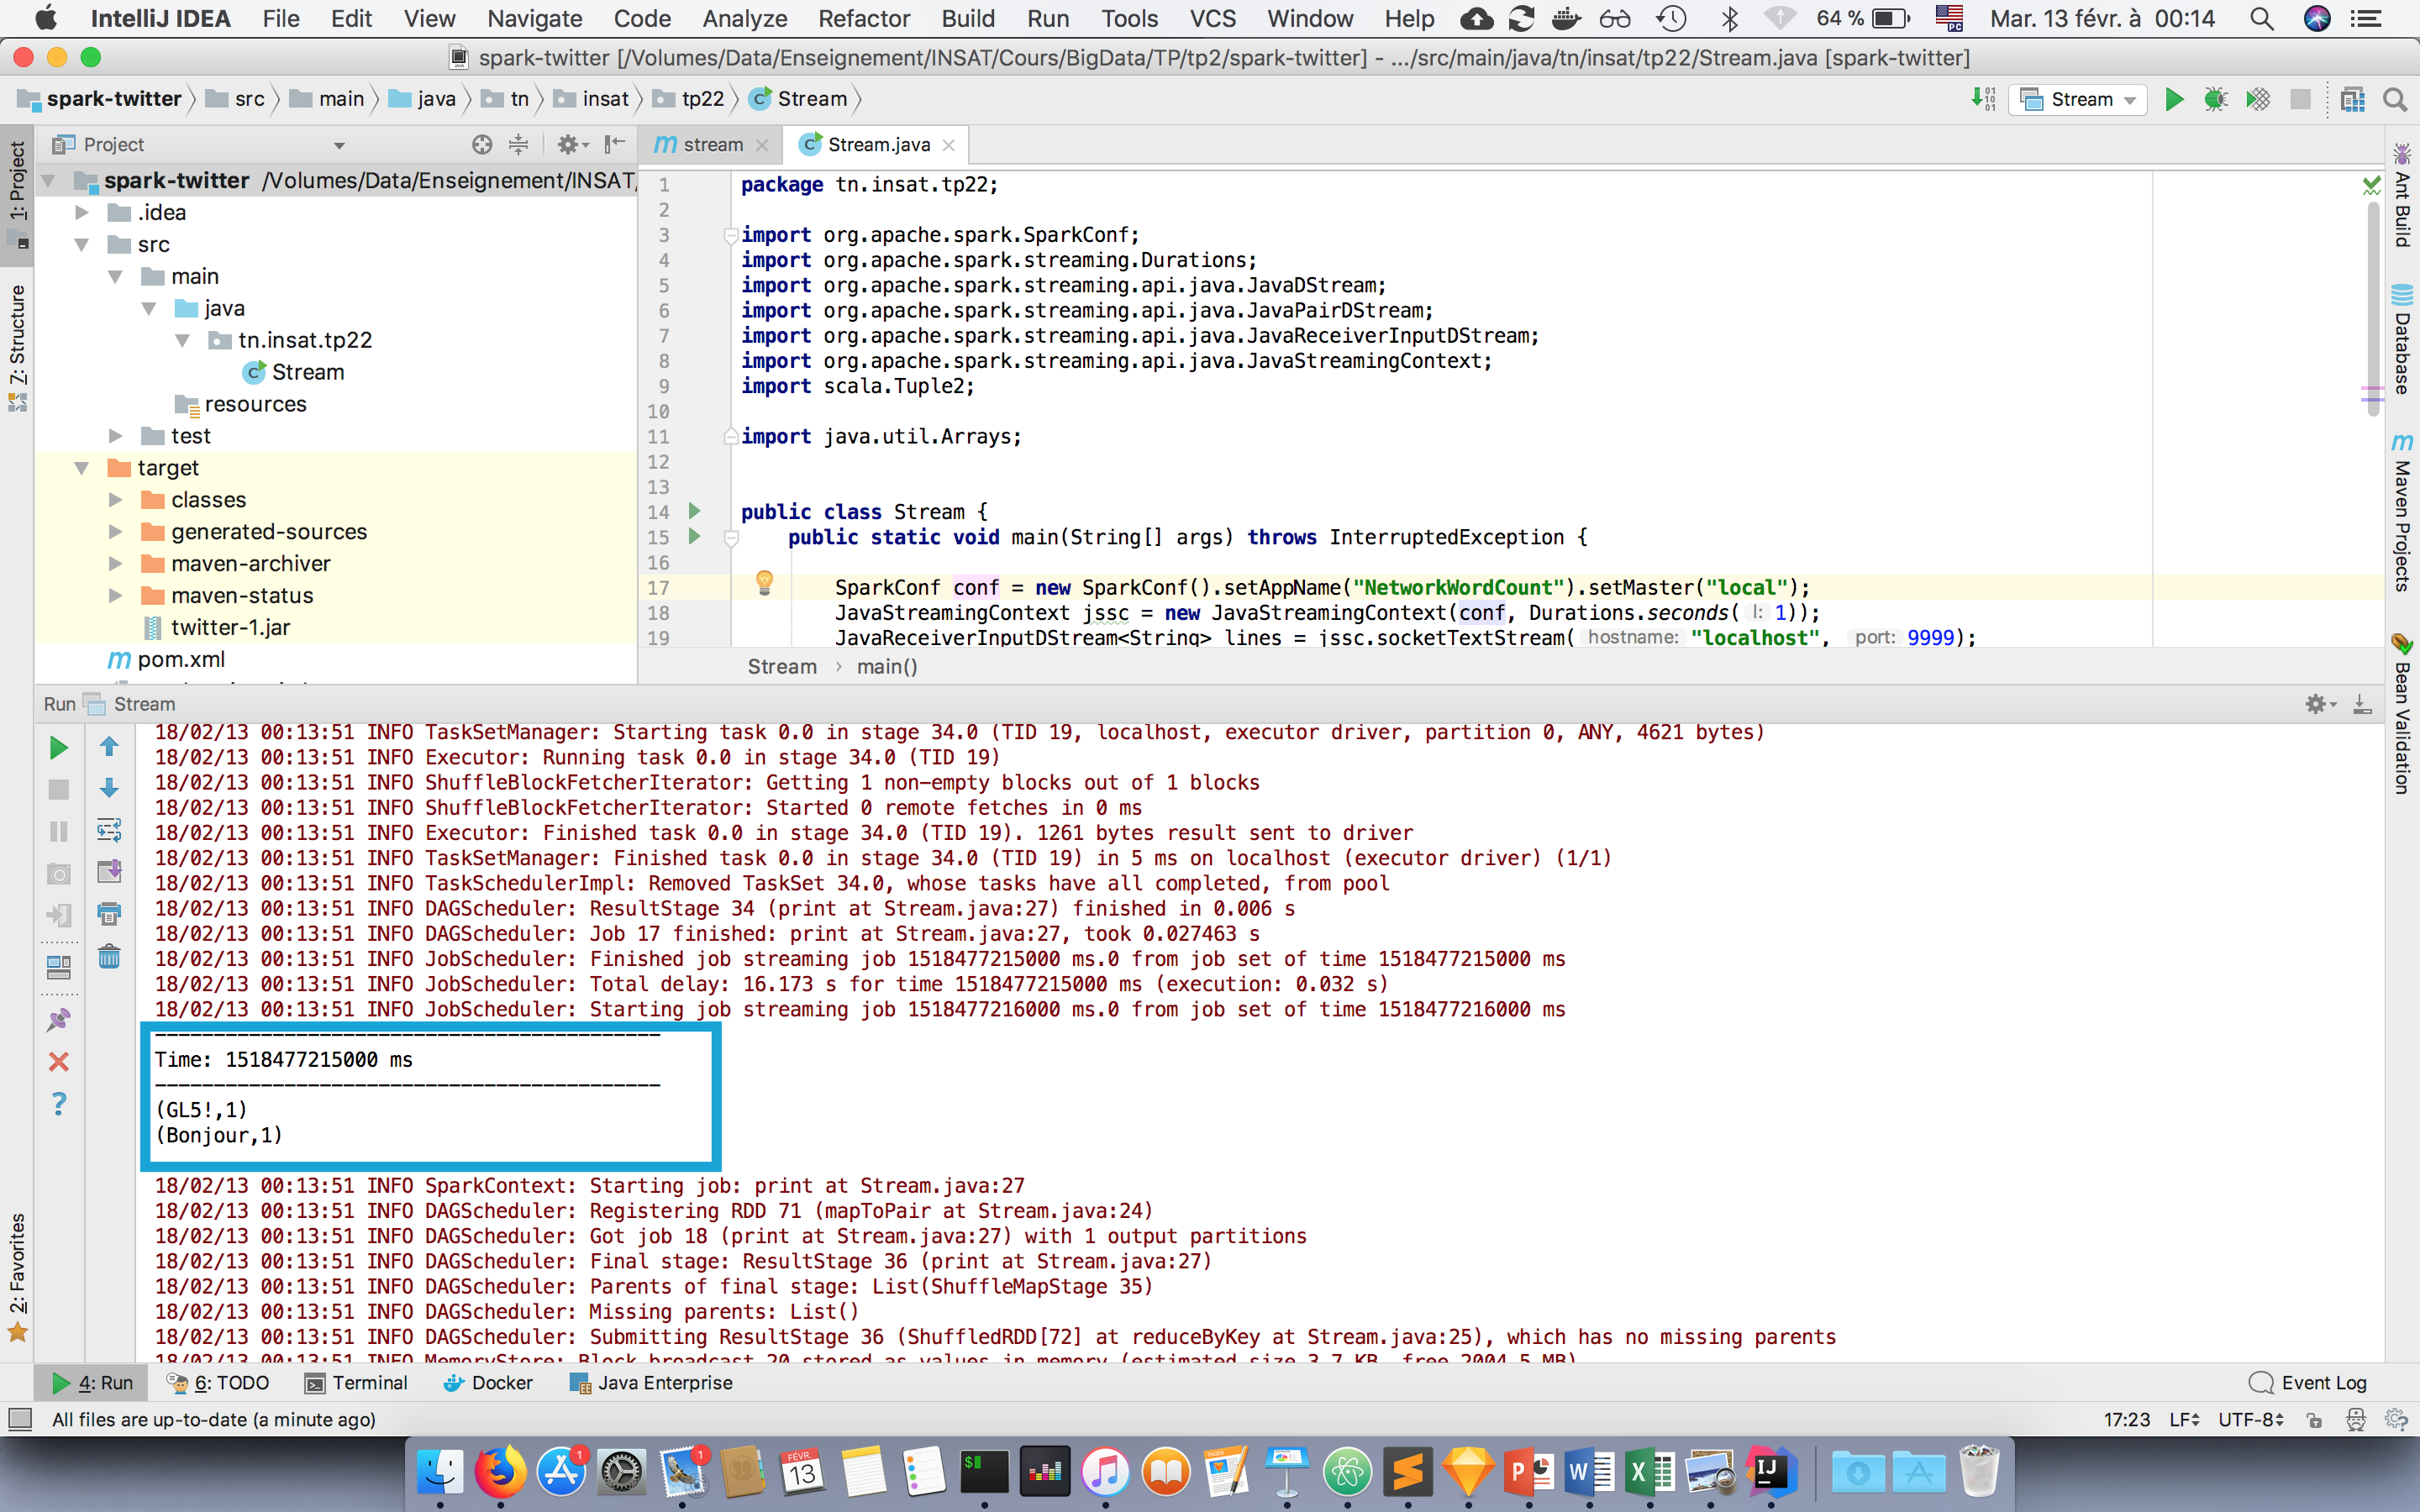 IntelliJ IDEA File Edit View Navigate Code Analyze Refactor Build Run Tools VCS Window Help 64 % Mar. 13 févr. à 00:14
spark-twitter [/Volumes/Data/Enseignement/INSAT/Cours/BigData/TP/tp2/spark-twitter] - .../src/main/java/tn/insat/tp22/Stream.java [spark-twitter]
spark-twitter src main java tn insat tp22 Stream Stream
Project stream Stream.java
spark-twitter /Volumes/Data/Enseignement/INSAT/
.idea
src
main
java
tn.insat.tp22
Stream
resources
test
target
classes
generated-sources
maven-archiver
maven-status
twitter-1.jar
pom.xml
1: Project
7: Structure
2: Favorites
1 package tn.insat.tp22;
2
3 import org.apache.spark.SparkConf;
4 import org.apache.spark.streaming.Durations;
5 import org.apache.spark.streaming.api.java.JavaDStream;
6 import org.apache.spark.streaming.api.java.JavaPairDStream;
7 import org.apache.spark.streaming.api.java.JavaReceiverInputDStream;
8 import org.apache.spark.streaming.api.java.JavaStreamingContext;
9 import scala.Tuple2;
10
11 import java.util.Arrays;
12
13
14 public class Stream {
15 public static void main(String[] args) throws InterruptedException {
16
17 SparkConf conf = new SparkConf().setAppName("NetworkWordCount").setMaster("local");
18 JavaStreamingContext jssc = new JavaStreamingContext(conf, Durations.seconds( l: 1));
19 JavaReceiverInputDStream<String> lines = jssc.socketTextStream( hostname: "localhost", port: 9999);
Stream › main()
Ant Build
Database
Maven Projects
Bean Validation
Run Stream
18/02/13 00:13:51 INFO TaskSetManager: Starting task 0.0 in stage 34.0 (TID 19, localhost, executor driver, partition 0, ANY, 4621 bytes)
18/02/13 00:13:51 INFO Executor: Running task 0.0 in stage 34.0 (TID 19)
18/02/13 00:13:51 INFO ShuffleBlockFetcherIterator: Getting 1 non-empty blocks out of 1 blocks
18/02/13 00:13:51 INFO ShuffleBlockFetcherIterator: Started 0 remote fetches in 0 ms
18/02/13 00:13:51 INFO Executor: Finished task 0.0 in stage 34.0 (TID 19). 1261 bytes result sent to driver
18/02/13 00:13:51 INFO TaskSetManager: Finished task 0.0 in stage 34.0 (TID 19) in 5 ms on localhost (executor driver) (1/1)
18/02/13 00:13:51 INFO TaskSchedulerImpl: Removed TaskSet 34.0, whose tasks have all completed, from pool
18/02/13 00:13:51 INFO DAGScheduler: ResultStage 34 (print at Stream.java:27) finished in 0.006 s
18/02/13 00:13:51 INFO DAGScheduler: Job 17 finished: print at Stream.java:27, took 0.027463 s
18/02/13 00:13:51 INFO JobScheduler: Finished job streaming job 1518477215000 ms.0 from job set of time 1518477215000 ms
18/02/13 00:13:51 INFO JobScheduler: Total delay: 16.173 s for time 1518477215000 ms (execution: 0.032 s)
18/02/13 00:13:51 INFO JobScheduler: Starting job streaming job 1518477216000 ms.0 from job set of time 1518477216000 ms
-------------------------------------------
Time: 1518477215000 ms
-------------------------------------------
(GL5!,1)
(Bonjour,1)
18/02/13 00:13:51 INFO SparkContext: Starting job: print at Stream.java:27
18/02/13 00:13:51 INFO DAGScheduler: Registering RDD 71 (mapToPair at Stream.java:24)
18/02/13 00:13:51 INFO DAGScheduler: Got job 18 (print at Stream.java:27) with 1 output partitions
18/02/13 00:13:51 INFO DAGScheduler: Final stage: ResultStage 36 (print at Stream.java:27)
18/02/13 00:13:51 INFO DAGScheduler: Parents of final stage: List(ShuffleMapStage 35)
18/02/13 00:13:51 INFO DAGScheduler: Missing parents: List()
18/02/13 00:13:51 INFO DAGScheduler: Submitting ResultStage 36 (ShuffledRDD[72] at reduceByKey at Stream.java:25), which has no missing parents
18/02/13 00:13:51 INFO MemoryStore: Block broadcast_20 stored as values in memory (estimated size 3.7 KB, free 2004.5 MB)
4: Run 6: TODO Terminal Docker Java Enterprise Event Log
All files are up-to-date (a minute ago) 17:23 LF UTF-8
1 1 FÉVR. 13 PAGES P W X IJ